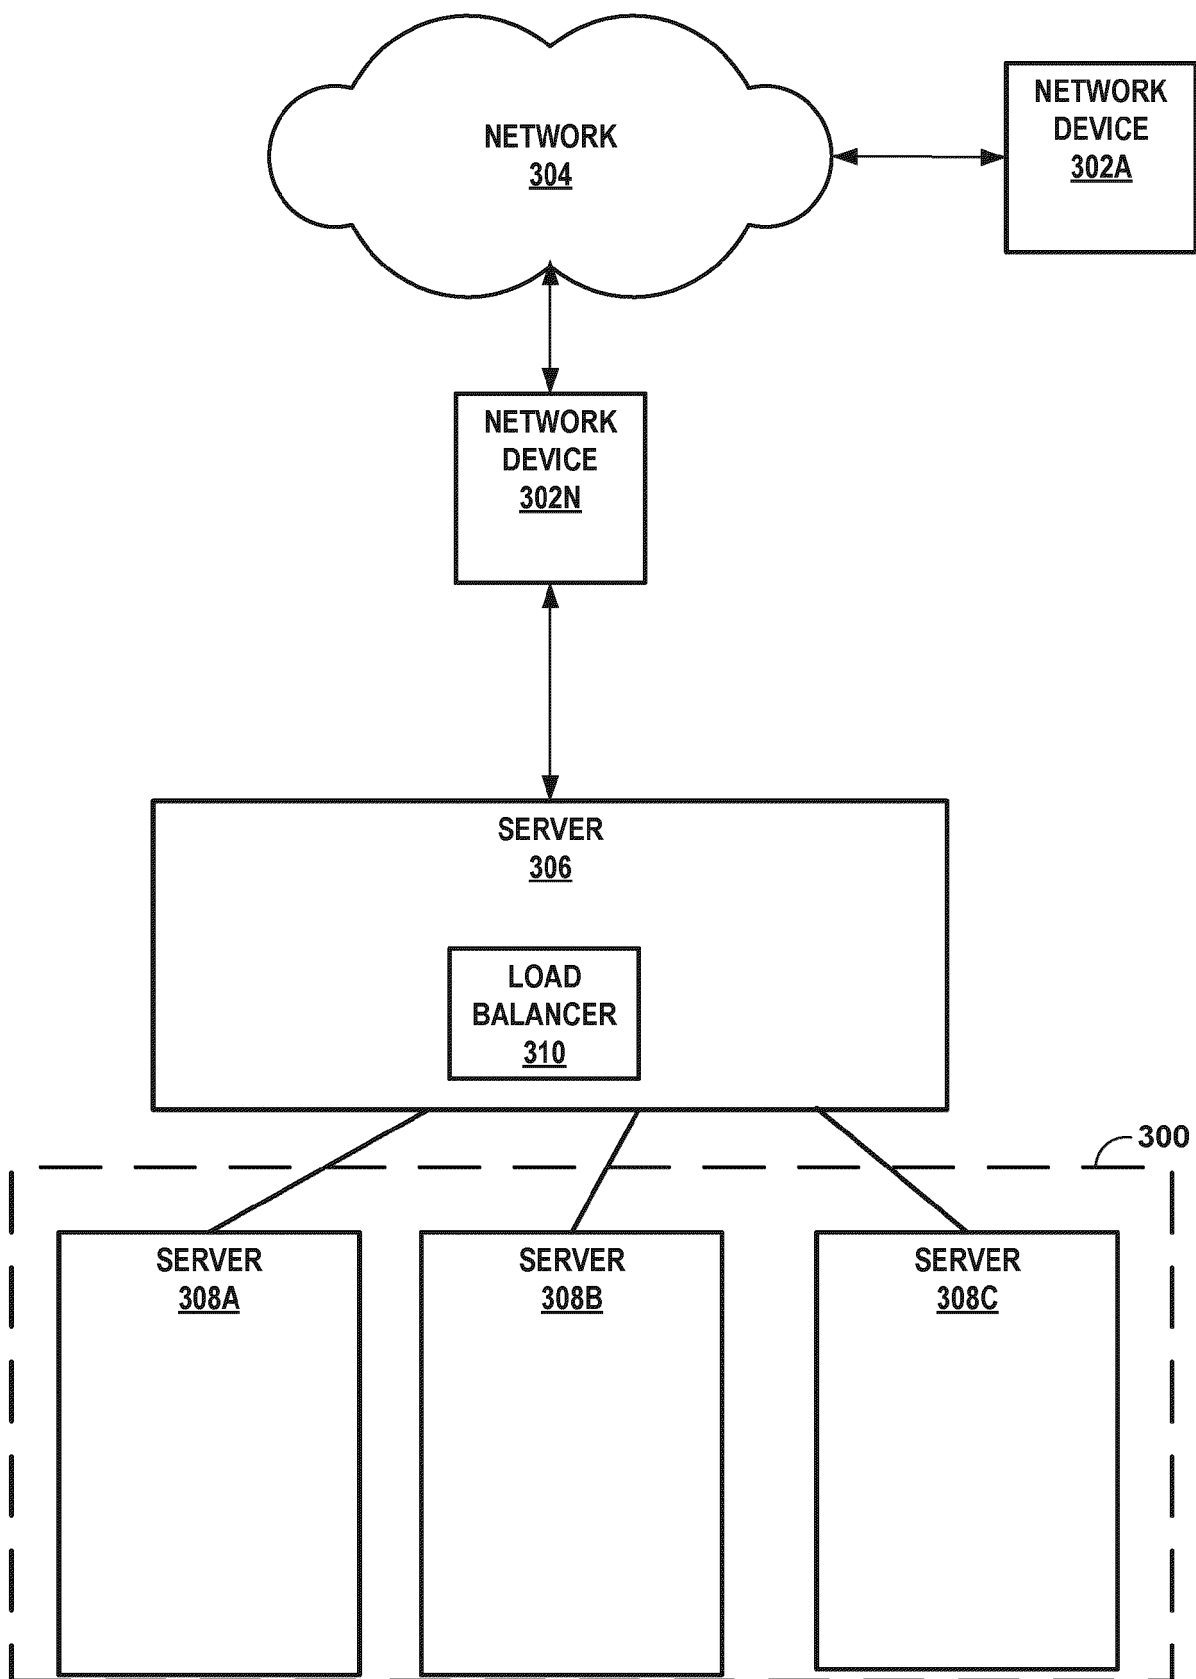 NETWORK
304
NETWORK
DEVICE
302A
NETWORK
DEVICE
302N
SERVER
306
LOAD
BALANCER
310
300
SERVER
308A
SERVER
308B
SERVER
308C